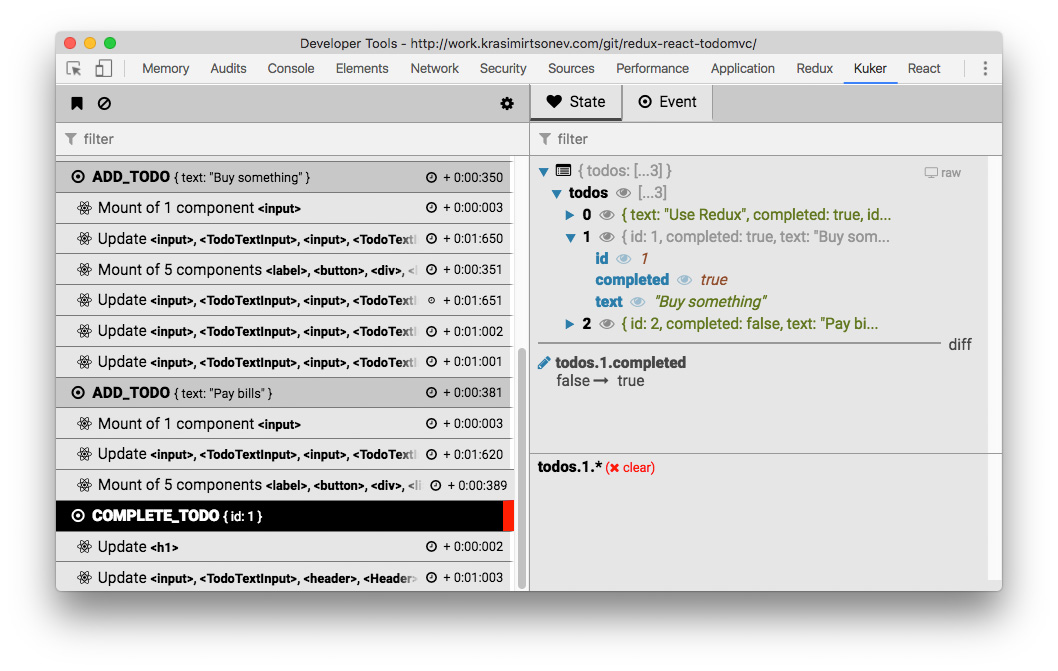 Developer Tools - http://work.krasimirtsonev.com/git/redux-react-todomvc/
Memory Audits Console Elements Network Security Sources Performance Application Redux Kuker React
State Event
filter
ADD_TODO { text: "Buy something" } + 0:00:350
Mount of 1 component <input> + 0:00:003
Update <input>, <TodoTextInput>, <input>, <TodoText + 0:01:650
Mount of 5 components <label>, <button>, <div>, < + 0:00:351
Update <input>, <TodoTextInput>, <input>, <TodoText + 0:01:651
Update <input>, <TodoTextInput>, <input>, <TodoText + 0:01:002
Update <input>, <TodoTextInput>, <input>, <TodoText + 0:01:001
ADD_TODO { text: "Pay bills" } + 0:00:381
Mount of 1 component <input> + 0:00:003
Update <input>, <TodoTextInput>, <input>, <TodoText + 0:01:620
Mount of 5 components <label>, <button>, <div>, <li + 0:00:389
COMPLETE_TODO { id: 1 }
Update <h1> + 0:00:002
Update <input>, <TodoTextInput>, <header>, <Header> + 0:01:003
filter
{ todos: [...3] } raw
todos [...3]
0 { text: "Use Redux", completed: true, id...
1 { id: 1, completed: true, text: "Buy som...
id 1
completed true
text "Buy something"
2 { id: 2, completed: false, text: "Pay bi...
diff
todos.1.completed
false → true
todos.1.* (✖ clear)